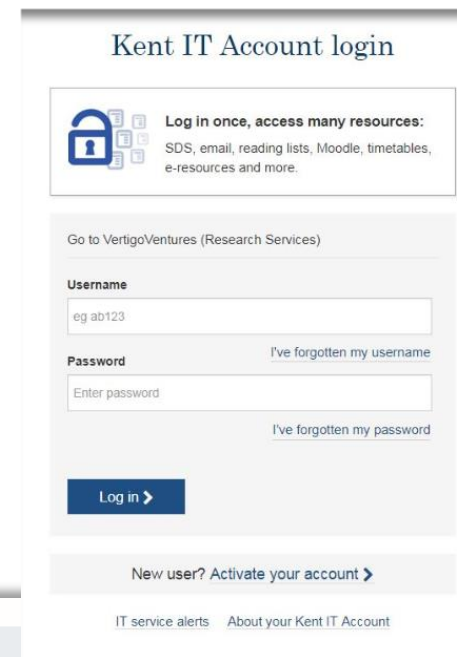 Kent IT Account login
Log in once, access many resources:
SDS, email, reading lists, Moodle, timetables,
e-resources and more.
Go to VertigoVentures (Research Services)
Username
eg ab123
I've forgotten my username
Password
Enter password
I've forgotten my password
Log in
New user? Activate your account
IT service alerts About your Kent IT Account